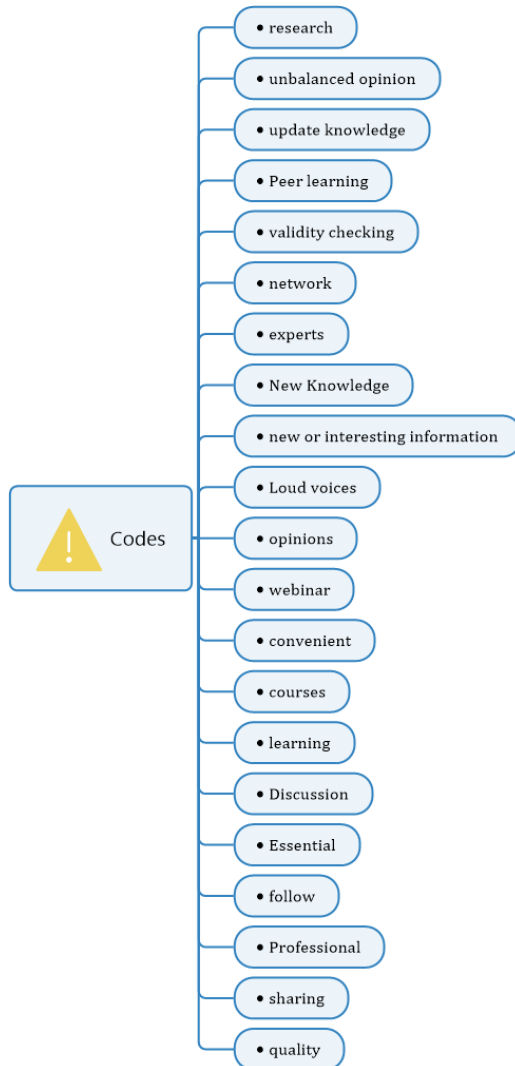 • research
• unbalanced opinion
• update knowledge
• Peer learning
• validity checking
• network
• experts
• New Knowledge
• new or interesting information
• Loud voices
Codes
• opinions
• webinar
• convenient
• courses
• learning
• Discussion
• Essential
• follow
• Professional
• sharing
• quality